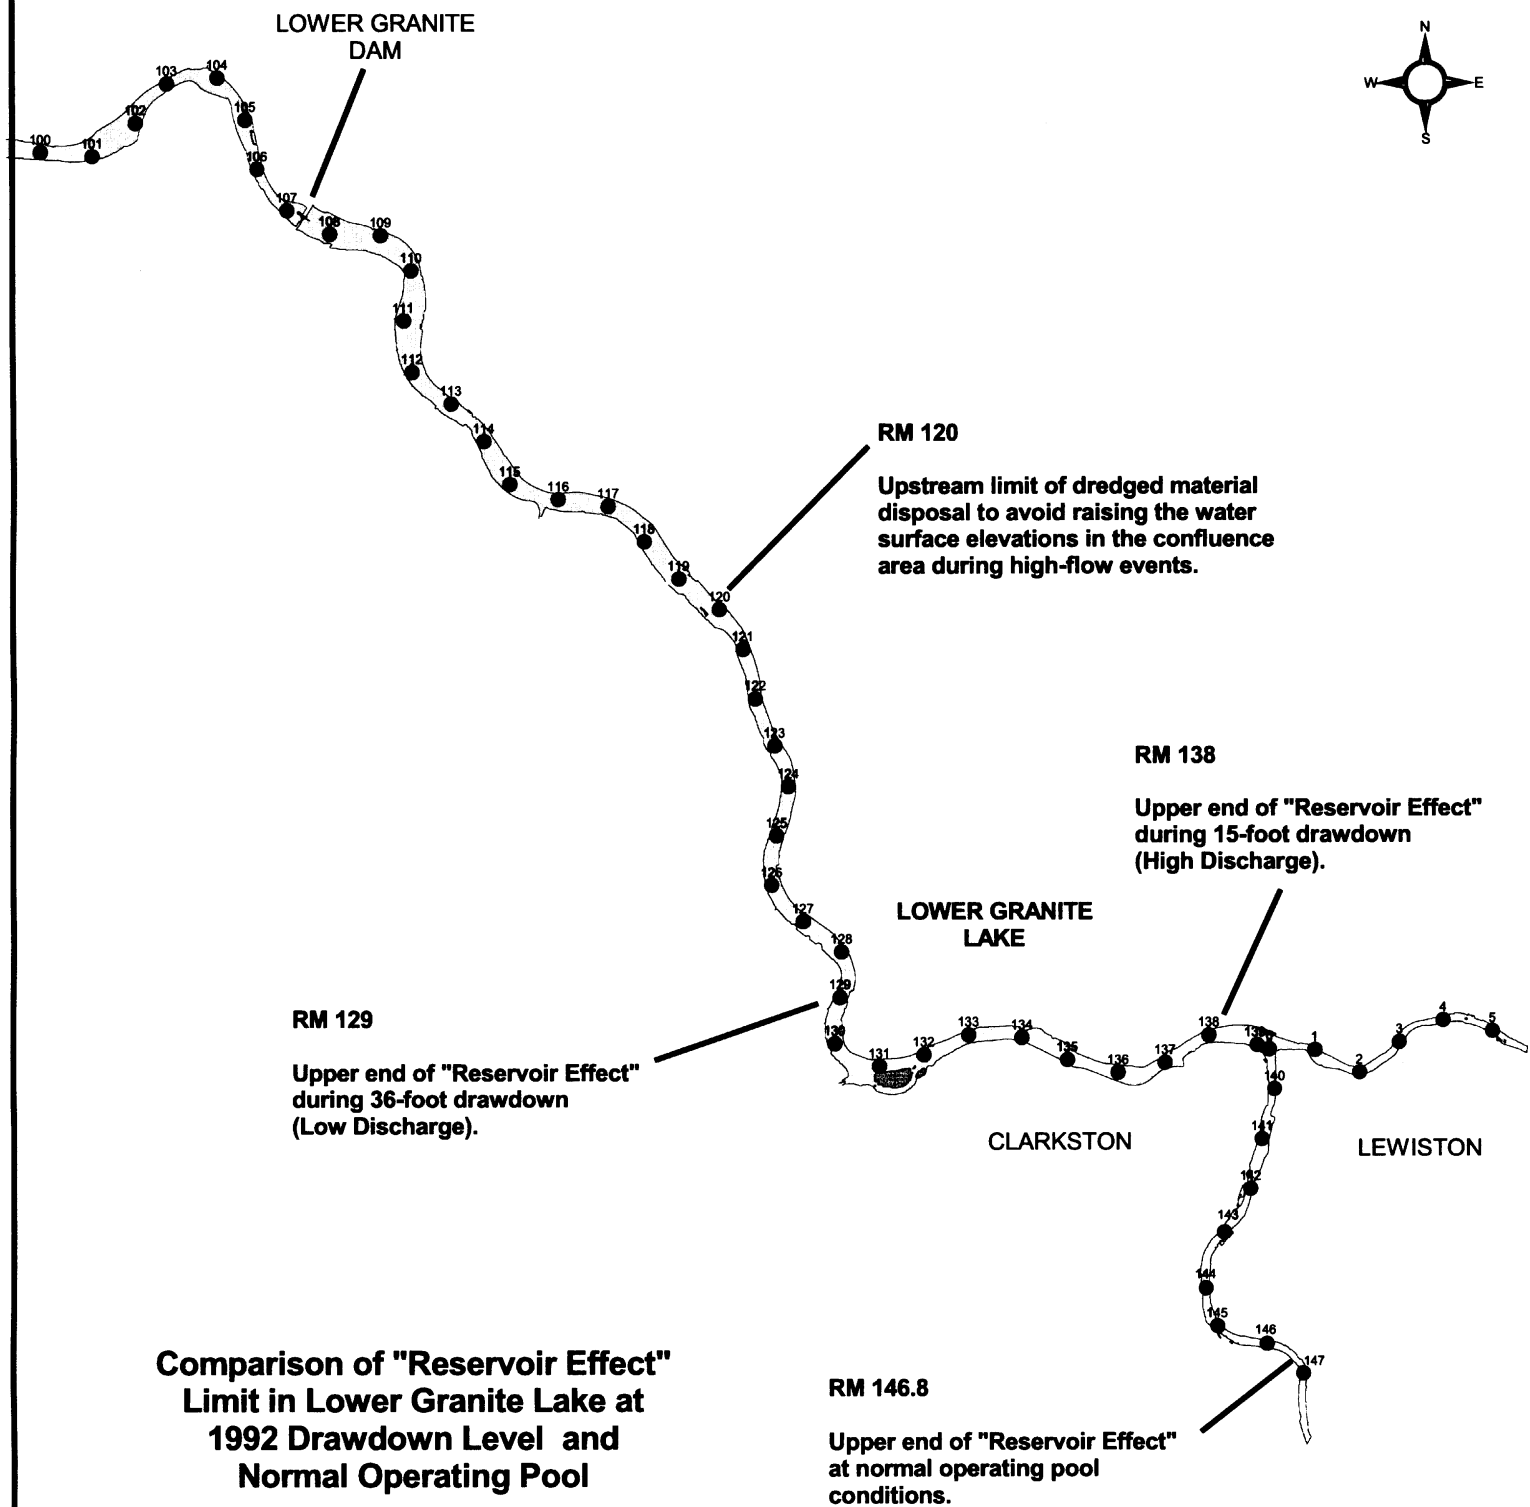 LOWER GRANITE
DAM
N
W
E
S
100
101
102
103
104
105
106
107
108
109
110
111
112
113
114
115
116
117
118
119
120
121
122
123
124
125
126
127
128
129
130
131
132
133
134
135
136
137
138
139
1
2
3
4
5
140
141
142
143
144
145
146
147
RM 120
Upstream limit of dredged material
disposal to avoid raising the water
surface elevations in the confluence
area during high-flow events.
RM 138
Upper end of "Reservoir Effect"
during 15-foot drawdown
(High Discharge).
LOWER GRANITE
LAKE
RM 129
Upper end of "Reservoir Effect"
during 36-foot drawdown
(Low Discharge).
CLARKSTON
LEWISTON
Comparison of "Reservoir Effect"
Limit in Lower Granite Lake at
1992 Drawdown Level and
Normal Operating Pool
RM 146.8
Upper end of "Reservoir Effect"
at normal operating pool
conditions.